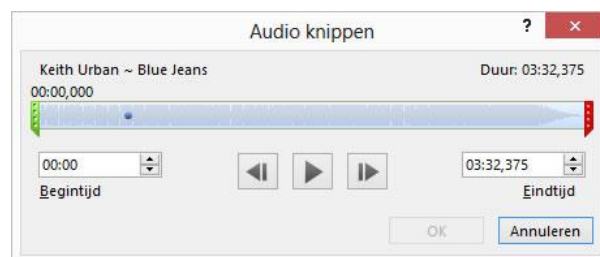 Audio knippen ? ×
Keith Urban ~ Blue Jeans Duur: 03:32,375
00:00,000
00:00 03:32,375
Begintijd Eindtijd
OK Annuleren